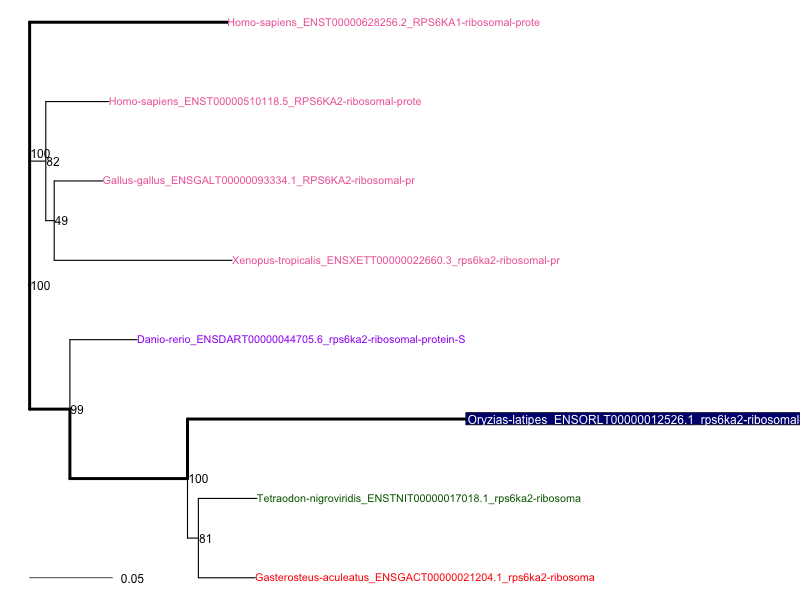 Homo-sapiens_ENST00000628256.2_RPS6KA1-ribosomal-prote
Homo-sapiens_ENST00000510118.5_RPS6KA2-ribosomal-prote
100
82
Gallus-gallus_ENSGALT00000093334.1_RPS6KA2-ribosomal-pr
49
Xenopus-tropicalis_ENSXETT00000022660.3_rps6ka2-ribosomal-pr
100
Danio-rerio_ENSDART00000044705.6_rps6ka2-ribosomal-protein-S
99
Oryzias-latipes_ENSORLT00000012526.1_rps6ka2-ribosomal
100
Tetraodon-nigroviridis_ENSTNIT00000017018.1_rps6ka2-ribosoma
81
Gasterosteus-aculeatus_ENSGACT00000021204.1_rps6ka2-ribosoma
0.05